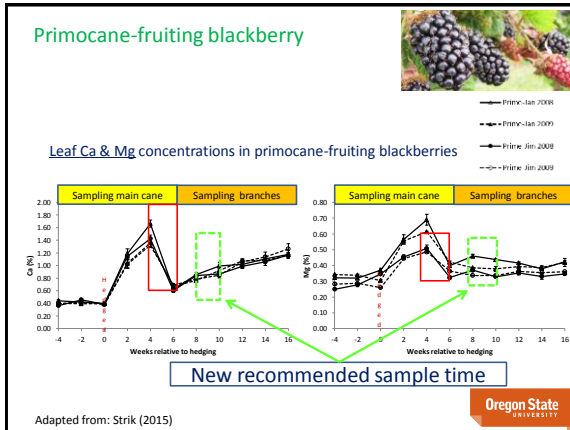 Primocane-fruiting blackberry
Prime-Jan 2008
Prime-Jan 2009
Prime Jim 2008
Prime Jim 2009
Leaf Ca & Mg concentrations in primocane-fruiting blackberries
Sampling main cane
Sampling branches
Sampling main cane
Sampling branches
2.00
1.80
1.60
1.40
1.20
1.00
0.80
0.60
0.40
0.20
0.00
Ca (%)
-4 -2 0 2 4 6 8 10 12 14 16
Weeks relative to hedging
0.80
0.70
0.60
0.50
0.40
0.30
0.20
0.10
0.00
Mg (%)
-4 -2 0 2 4 6 8 10 12 14 16
Weeks relative to hedging
New recommended sample time
Adapted from: Strik (2015)
Oregon State
UNIVERSITY